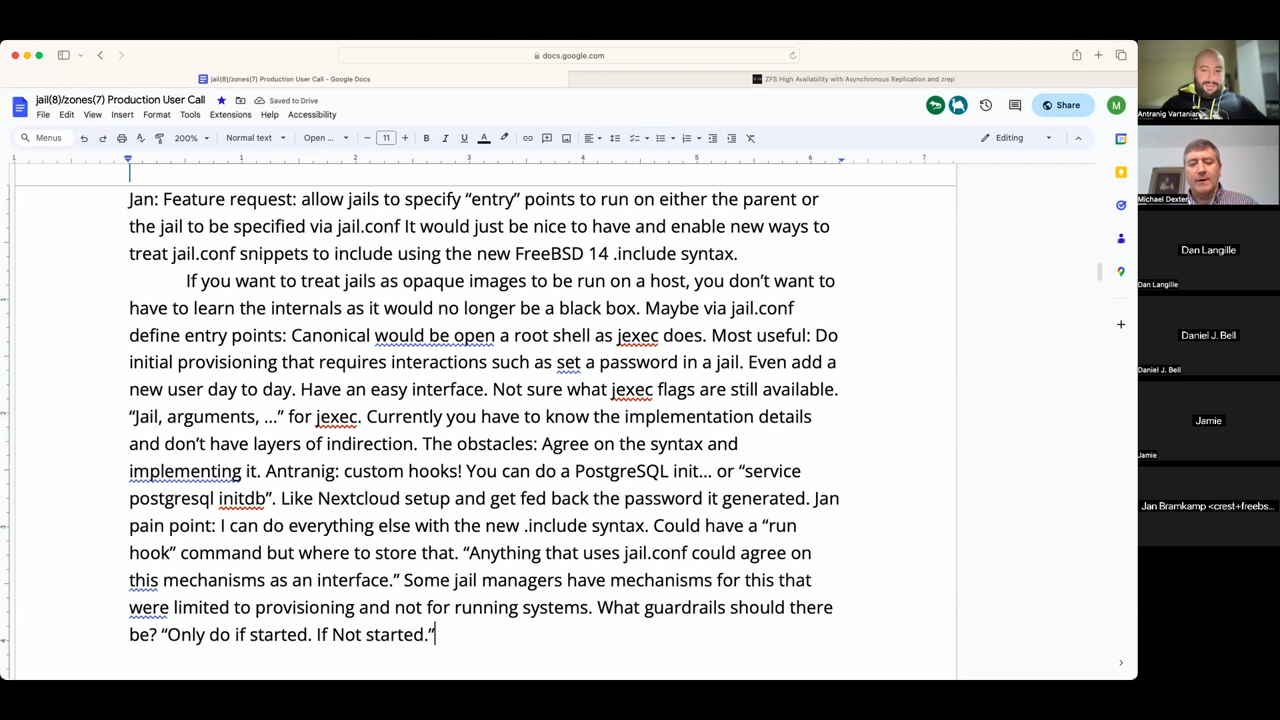 docs.google.com
jail(8)/zones(7) Production User Call - Google Docs
ZFS High Availability with Asynchronous Replication and zrep
jail(8)/zones(7) Production User Call
Saved to Drive
File Edit View Insert Format Tools Extensions Help Accessibility
Share
M
Menus
200%
Normal text
Open ...
11
Editing
1 1 2 3 4 5 6 7
Jan: Feature request: allow jails to specify “entry” points to run on either the parent or
the jail to be specified via jail.conf It would just be nice to have and enable new ways to
treat jail.conf snippets to include using the new FreeBSD 14 .include syntax.
If you want to treat jails as opaque images to be run on a host, you don’t want to
have to learn the internals as it would no longer be a black box. Maybe via jail.conf
define entry points: Canonical would be open a root shell as jexec does. Most useful: Do
initial provisioning that requires interactions such as set a password in a jail. Even add a
new user day to day. Have an easy interface. Not sure what jexec flags are still available.
“Jail, arguments, ...” for jexec. Currently you have to know the implementation details
and don’t have layers of indirection. The obstacles: Agree on the syntax and
implementing it. Antranig: custom hooks! You can do a PostgreSQL init... or “service
postgresql initdb”. Like Nextcloud setup and get fed back the password it generated. Jan
pain point: I can do everything else with the new .include syntax. Could have a “run
hook” command but where to store that. “Anything that uses jail.conf could agree on
this mechanisms as an interface.” Some jail managers have mechanisms for this that
were limited to provisioning and not for running systems. What guardrails should there
be? “Only do if started. If Not started.”
Antranig Vartanian
Michael Dexter
Dan Langille
Dan Langille
Daniel J. Bell
Daniel J. Bell
Jamie
Jamie
Jan Bramkamp <crest+freebs...